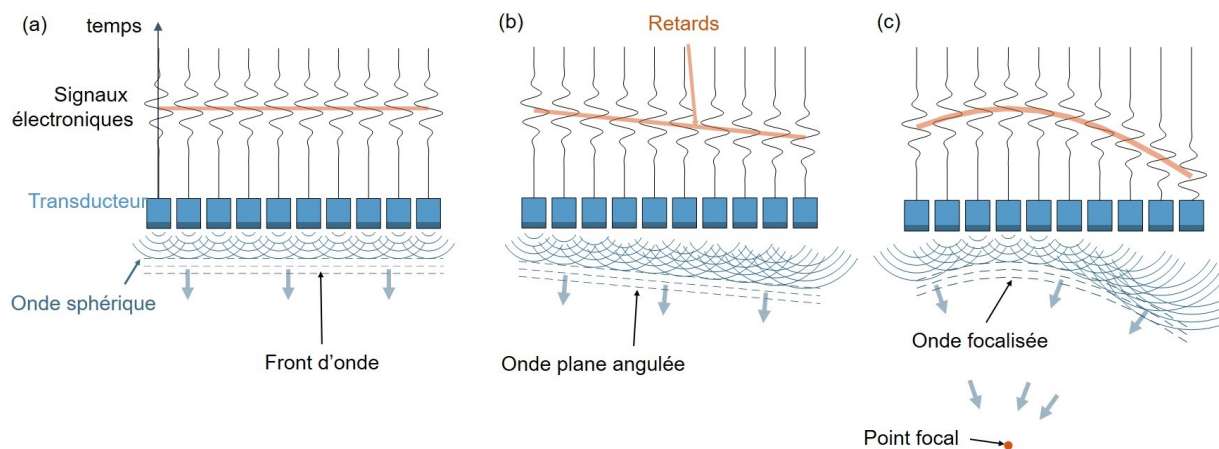 (a)
temps
Signaux
électroniques
Transducteur
Onde sphérique
Front d’onde
(b)
Retards
Onde plane angulée
(c)
Onde focalisée
Point focal